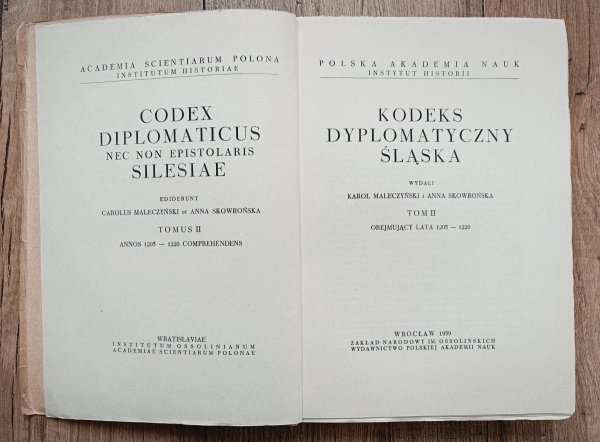 ACADEMIA SCIENTIARUM POLONA
INSTITUTUM HISTORIAE
CODEX
DIPLOMATICUS
NEC NON EPISTOLARIS
SILESIAE
EDIDERUNT
CAROLUS MALECZYŃSKI et ANNA SKOWROŃSKA
TOMUS II
ANNOS 1205 — 1220 COMPREHENDENS
WRATISLAVIAE
INSTITUTUM OSSOLINIANUM
ACADEMIAE SCIENTIARUM POLONAE
POLSKA AKADEMIA NAUK
INSTYTUT HISTORII
KODEKS
DYPLOMATYCZNY
ŚLĄSKA
WYDALI
KAROL MALECZYŃSKI i ANNA SKOWROŃSKA
TOM II
OBEJMUJĄCY LATA 1205 — 1220
WROCŁAW 1959
ZAKŁAD NARODOWY IM. OSSOLIŃSKICH
WYDAWNICTWO POLSKIEJ AKADEMII NAUK